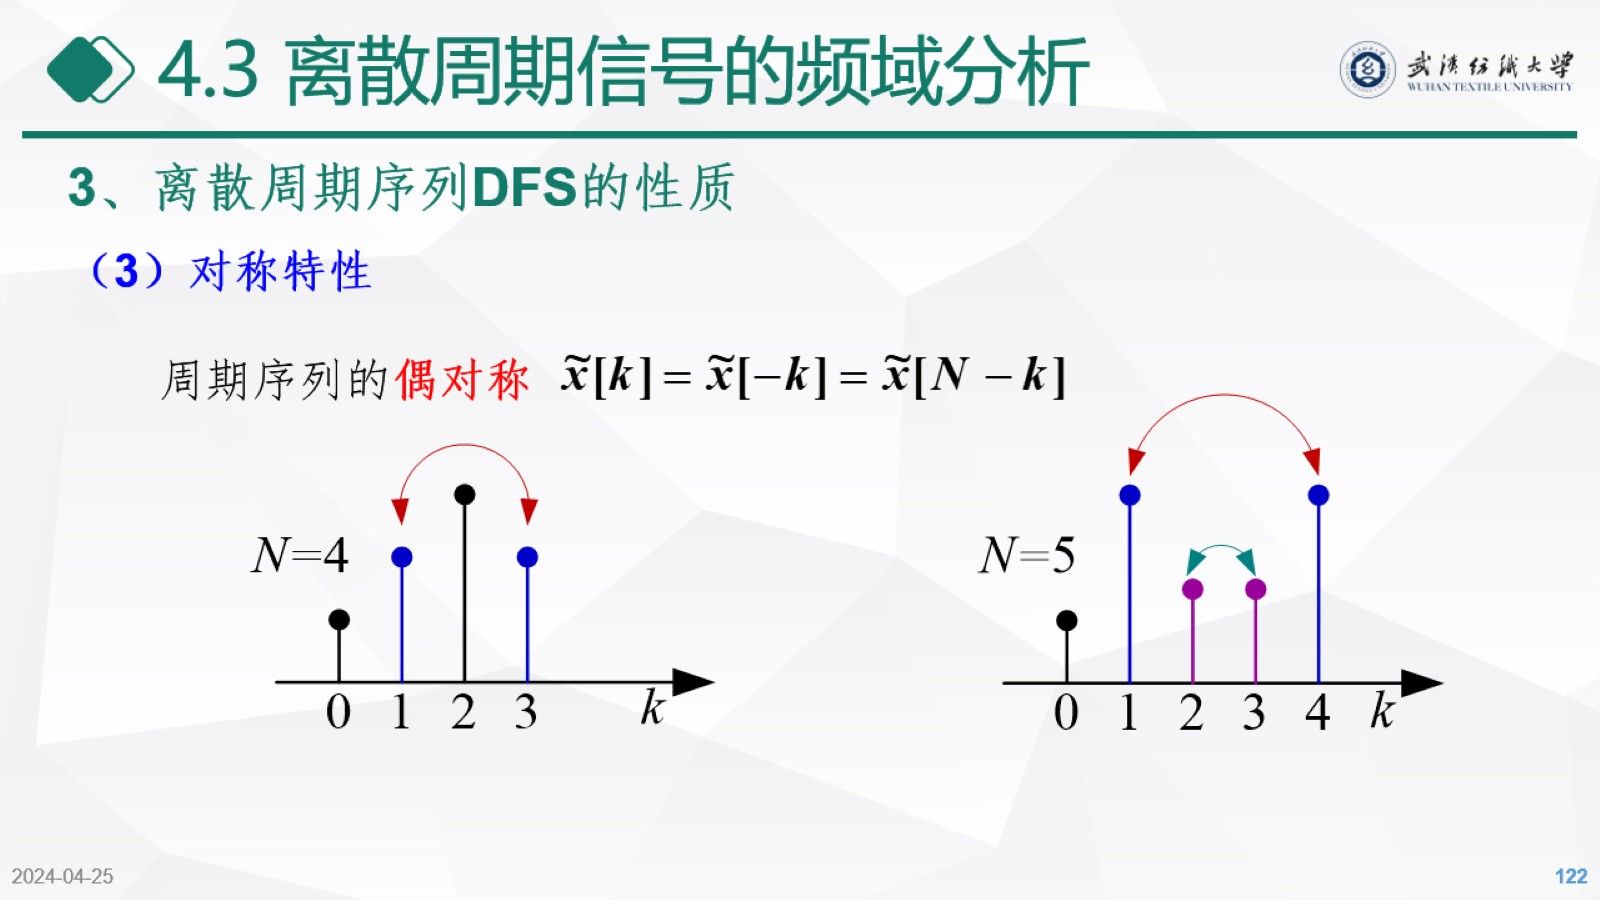 4.3 离散周期信号的频域分析
武汉纺织大学
WUHAN TEXTILE UNIVERSITY
3、离散周期序列DFS的性质
（3）对称特性
周期序列的偶对称 x̃[k] = x̃[−k] = x̃[N − k]
N=4
0 1 2 3 k
N=5
0 1 2 3 4 k
2024-04-25
122